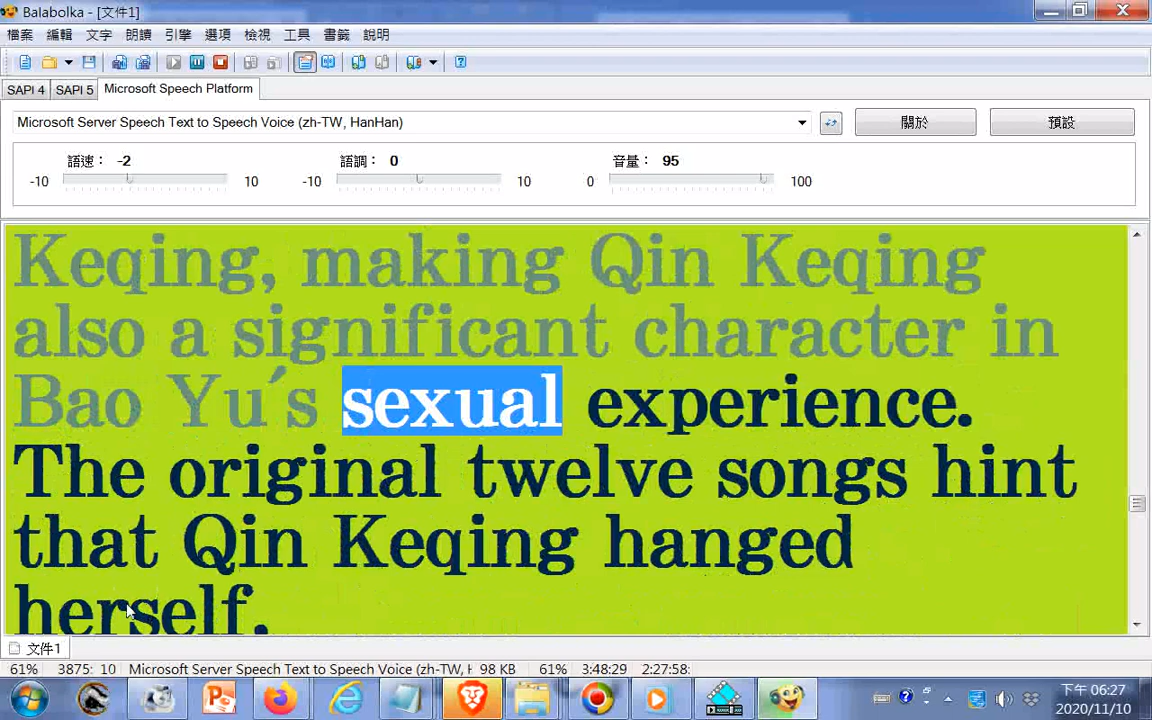 Balabolka - [文件1]
檔案 編輯 文字 朗讀 引擎 選項 檢視 工具 書籤 說明
SAPI 4 SAPI 5 Microsoft Speech Platform
Microsoft Server Speech Text to Speech Voice (zh-TW, HanHan) 關於 預設
語速： -2 語調： 0 音量： 95
-10 10 -10 10 0 100
Keqing, making Qin Keqing
also a significant character in
Bao Yu´s sexual experience.
The original twelve songs hint
that Qin Keqing hanged
herself.
文件1
61% 3875: 10 Microsoft Server Speech Text to Speech Voice (zh-TW, H 98 KB 61% 3:48:29 2:27:58:
下午 06:27
2020/11/10